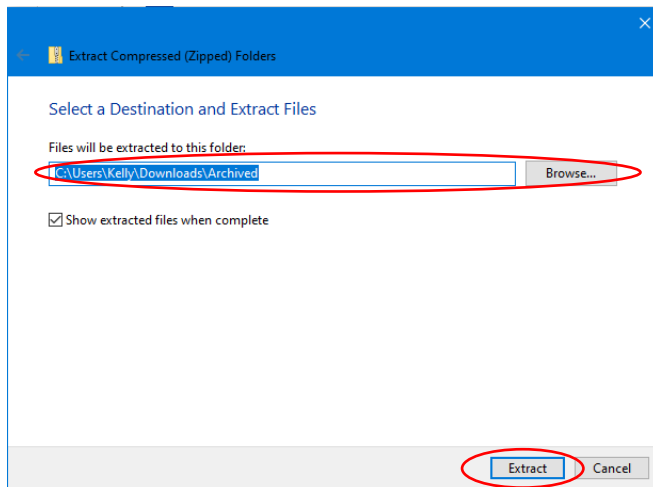 Extract Compressed (Zipped) Folders
Select a Destination and Extract Files
Files will be extracted to this folder:
C:\Users\Kelly\Downloads\Archived
Browse...
Show extracted files when complete
Extract
Cancel